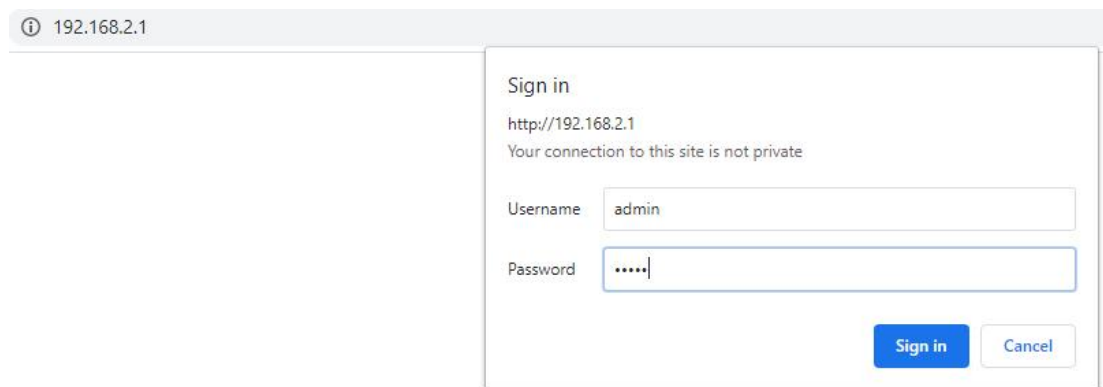 192.168.2.1
Sign in
http://192.168.2.1
Your connection to this site is not private
Username admin
Password •••••
Sign in Cancel